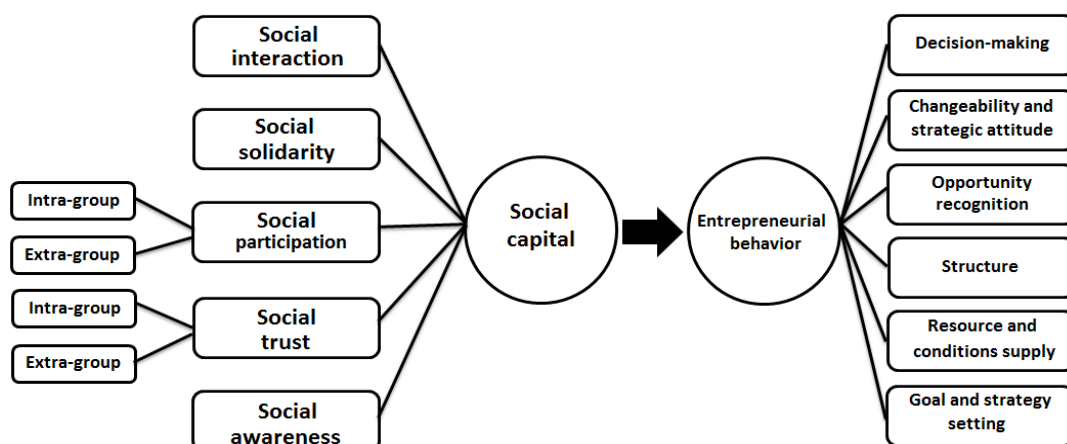 Social
interaction
Social
solidarity
Intra-group
Extra-group
Social
participation
Intra-group
Extra-group
Social
trust
Social
awareness
Social
capital
Entrepreneurial
behavior
Decision-making
Changeability and
strategic attitude
Opportunity
recognition
Structure
Resource and
conditions supply
Goal and strategy
setting